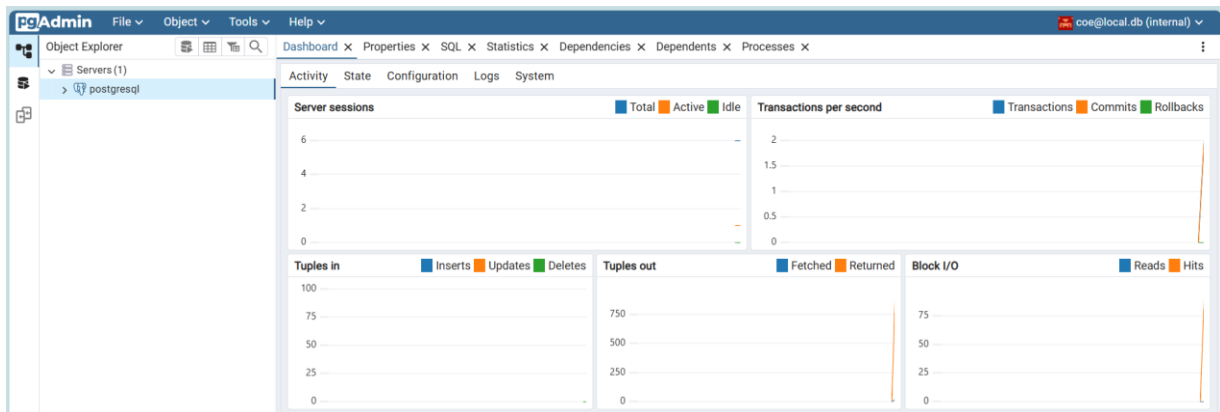 pgAdmin File Object Tools Help coe@local.db (internal)
Object Explorer
Dashboard Properties SQL Statistics Dependencies Dependents Processes
Servers (1)
postgresql
Activity State Configuration Logs System
Server sessions Total Active Idle
6
4
2
0
Transactions per second Transactions Commits Rollbacks
2
1.5
1
0.5
0
Tuples in Inserts Updates Deletes
100
75
50
25
0
Tuples out Fetched Returned
750
500
250
0
Block I/O Reads Hits
75
50
25
0